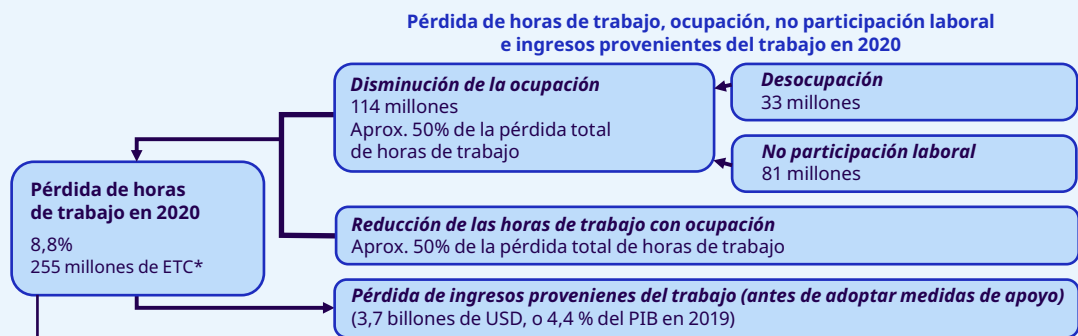 Pérdida de horas de trabajo, ocupación, no participación laboral
e ingresos provenientes del trabajo en 2020
Disminución de la ocupación
114 millones
Aprox. 50% de la pérdida total
de horas de trabajo
Desocupación
33 millones
No participación laboral
81 millones
Pérdida de horas
de trabajo en 2020
8,8%
255 millones de ETC*
Reducción de las horas de trabajo con ocupación
Aprox. 50% de la pérdida total de horas de trabajo
Pérdida de ingresos provenienes del trabajo (antes de adoptar medidas de apoyo)
(3,7 billones de USD, o 4,4 % del PIB en 2019)